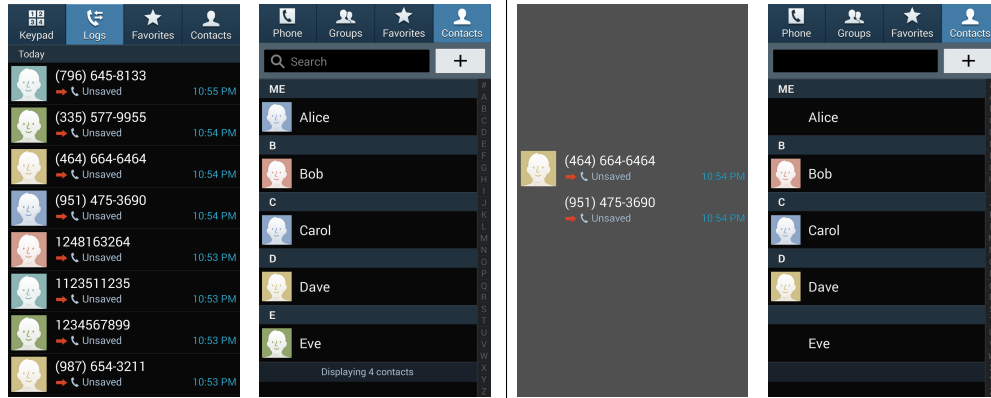 1 2
3 4
Keypad
Logs
Favorites
Contacts
Today
(796) 645-8133
Unsaved
10:55 PM
(335) 577-9955
Unsaved
10:54 PM
(464) 664-6464
Unsaved
10:54 PM
(951) 475-3690
Unsaved
10:54 PM
1248163264
Unsaved
10:53 PM
1123511235
Unsaved
10:53 PM
1234567899
Unsaved
10:53 PM
(987) 654-3211
Unsaved
10:53 PM
Phone
Groups
Favorites
Contacts
Search
+
ME
Alice
B
Bob
C
Carol
D
Dave
E
Eve
Displaying 4 contacts
#
A
B
C
D
E
F
G
H
I
J
K
L
M
N
O
P
Q
R
S
T
U
V
W
X
Y
Z
(464) 664-6464
Unsaved
10:54 PM
(951) 475-3690
Unsaved
10:54 PM
Phone
Groups
Favorites
Contacts
+
ME
Alice
B
Bob
C
Carol
D
Dave
Eve